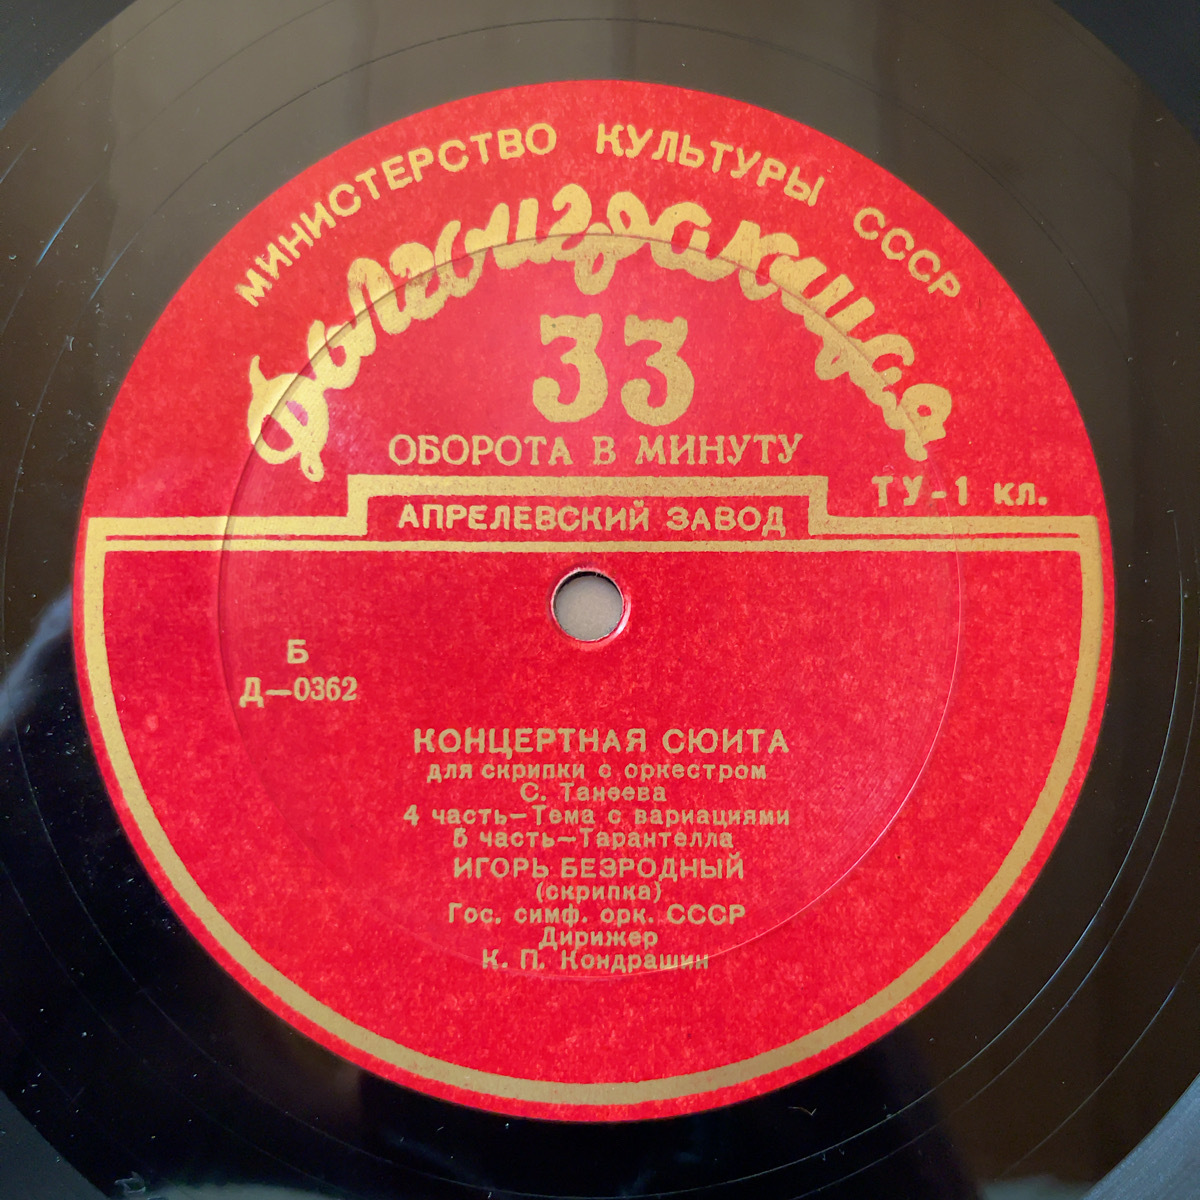 МИНИСТЕРСТВО КУЛЬТУРЫ СССР
Долгоиграющая
33
ОБОРОТА В МИНУТУ
ТУ-1 кл.
АПРЕЛЕВСКИЙ ЗАВОД
Б
Д—0362
КОНЦЕРТНАЯ СЮИТА
для скрипки с оркестром
С. Танеева
4 часть—Тема с вариациями
5 часть—Тарантелла
ИГОРЬ БЕЗРОДНЫЙ
(скрипка)
Гос. симф. орк. СССР
Дирижер
К. П. Кондрашин